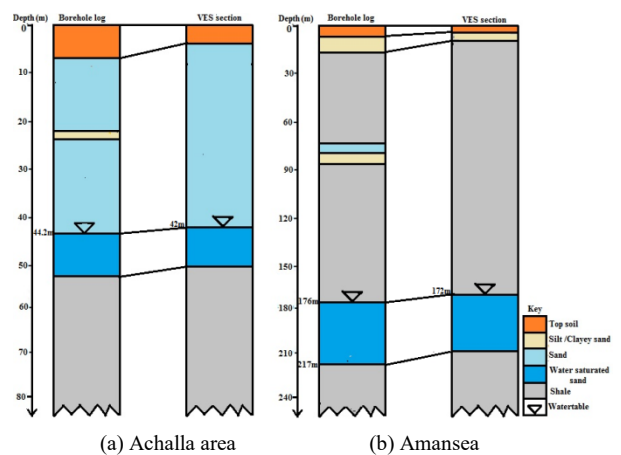 Depth (m) Borehole log VES section
0
10
20
30
40
44.2m
42m
50
60
70
80
(a) Achalla area
Depth (m) Borehole log VES section
0
30
60
90
120
150
176m
172m
180
210
217m
240
Key
Top soil
Silt /Clayey sand
Sand
Water saturated
sand
Shale
Watertable
(b) Amansea